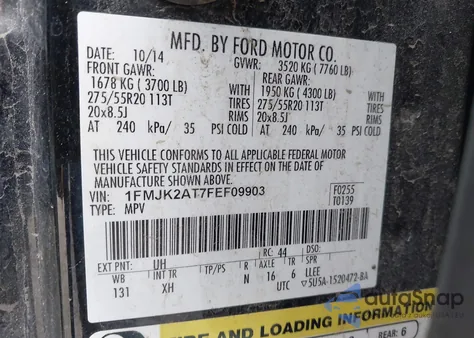 MFD. BY FORD MOTOR CO.
DATE: 10/14 GVWR: 3520 KG ( 7760 LB)
FRONT GAWR: REAR GAWR:
1678 KG ( 3700 LB) WITH 1950 KG ( 4300 LB) WITH
275/55R20 113T TIRES 275/55R20 113T TIRES
20x8.5J RIMS 20x8.5J RIMS
AT 240 kPa/ 35 PSI COLD AT 240 kPa/ 35 PSI COLD
THIS VEHICLE CONFORMS TO ALL APPLICABLE FEDERAL MOTOR
VEHICLE SAFETY STANDARDS IN EFFECT ON THE DATE OF
MANUFACTURE SHOWN ABOVE.
VIN: 1FMJK2AT7FEF09903 F0255
TYPE: MPV T0139
EXT PNT: UH RC: 44 DSO:
WB INT TR TP/PS R AXLE TR SPR
131 XH N 16 6 LLEE
UTC ▽5U5A-1520472-BA
TIRE AND LOADING INFORMATION
REAR: 6
autosnap